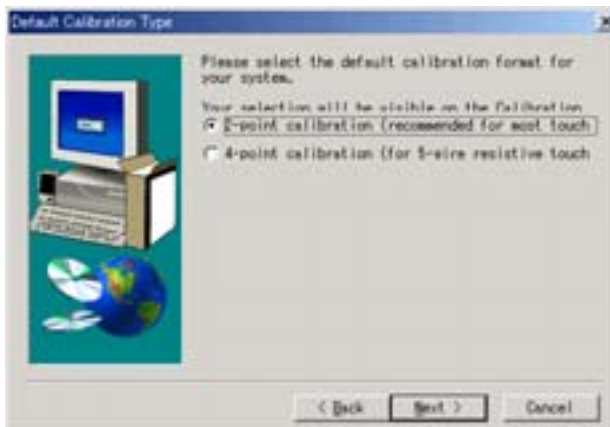 Default Calibration Type
Please select the default calibration format for
your system.
Your selection will be visible on the Calibration
2-point calibration (recommended for most touch
4-point calibration (for 5-wire resistive touch
< Back
Next >
Cancel